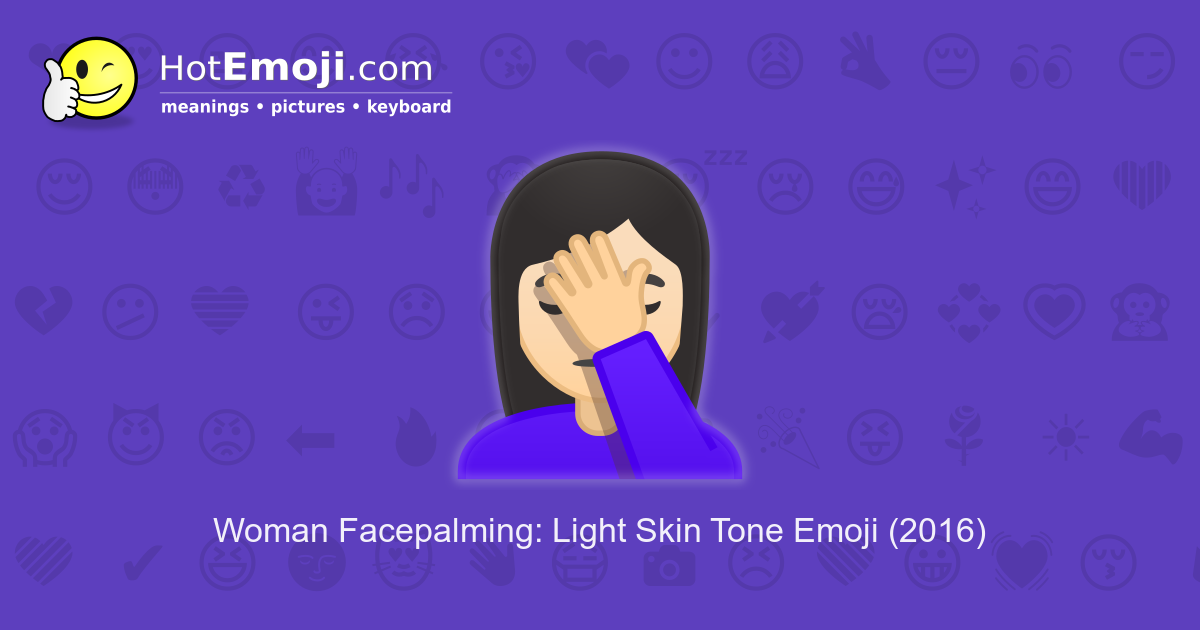 HotEmoji.com
meanings • pictures • keyboard
zzz
Woman Facepalming: Light Skin Tone Emoji (2016)